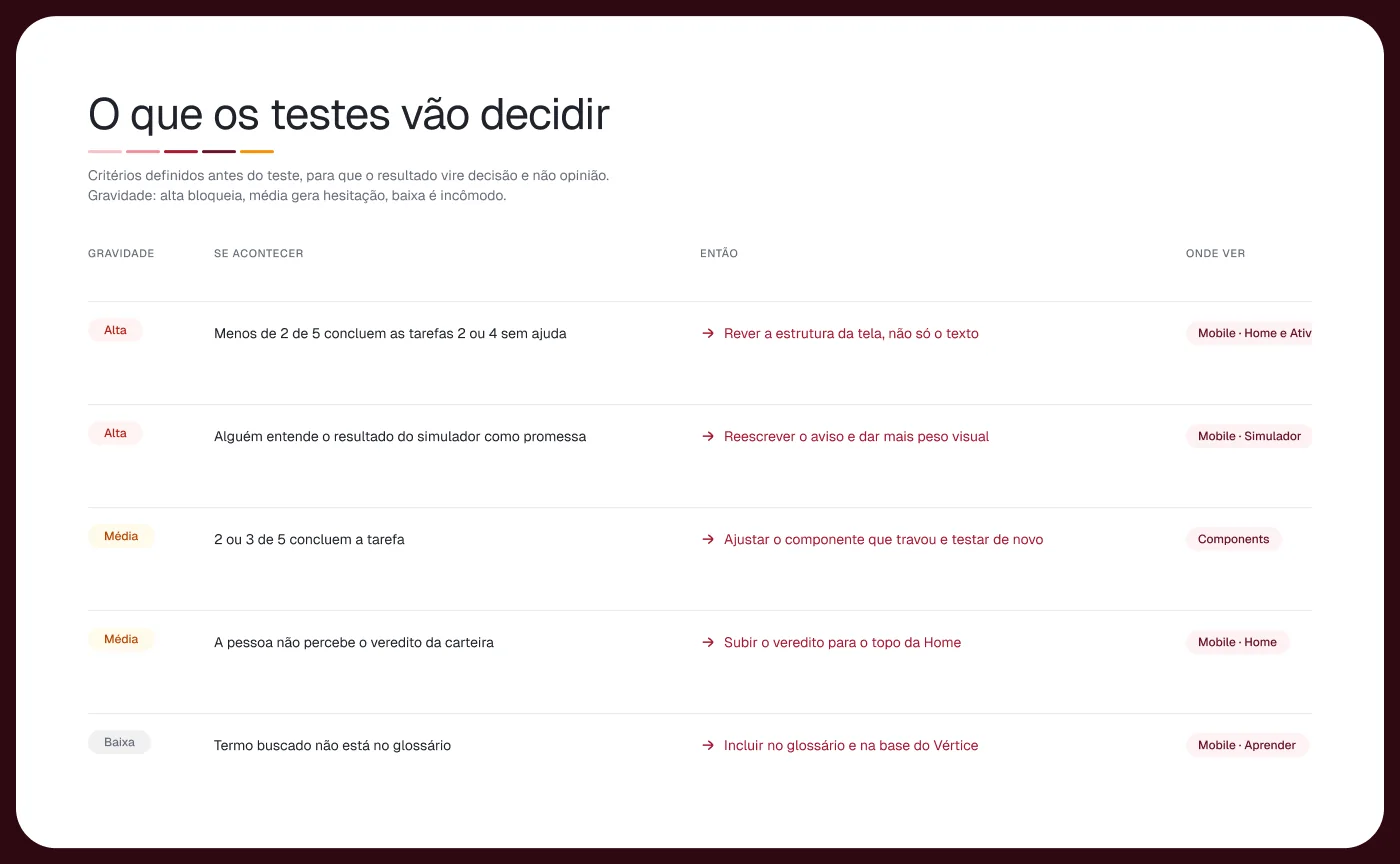 O que os testes vão decidir
Critérios definidos antes do teste, para que o resultado vire decisão e não opinião.
Gravidade: alta bloqueia, média gera hesitação, baixa é incômodo.
GRAVIDADE SE ACONTECER ENTÃO ONDE VER
Alta Menos de 2 de 5 concluem as tarefas 2 ou 4 sem ajuda → Rever a estrutura da tela, não só o texto Mobile · Home e Ativ
Alta Alguém entende o resultado do simulador como promessa → Reescrever o aviso e dar mais peso visual Mobile · Simulador
Média 2 ou 3 de 5 concluem a tarefa → Ajustar o componente que travou e testar de novo Components
Média A pessoa não percebe o veredito da carteira → Subir o veredito para o topo da Home Mobile · Home
Baixa Termo buscado não está no glossário → Incluir no glossário e na base do Vértice Mobile · Aprender